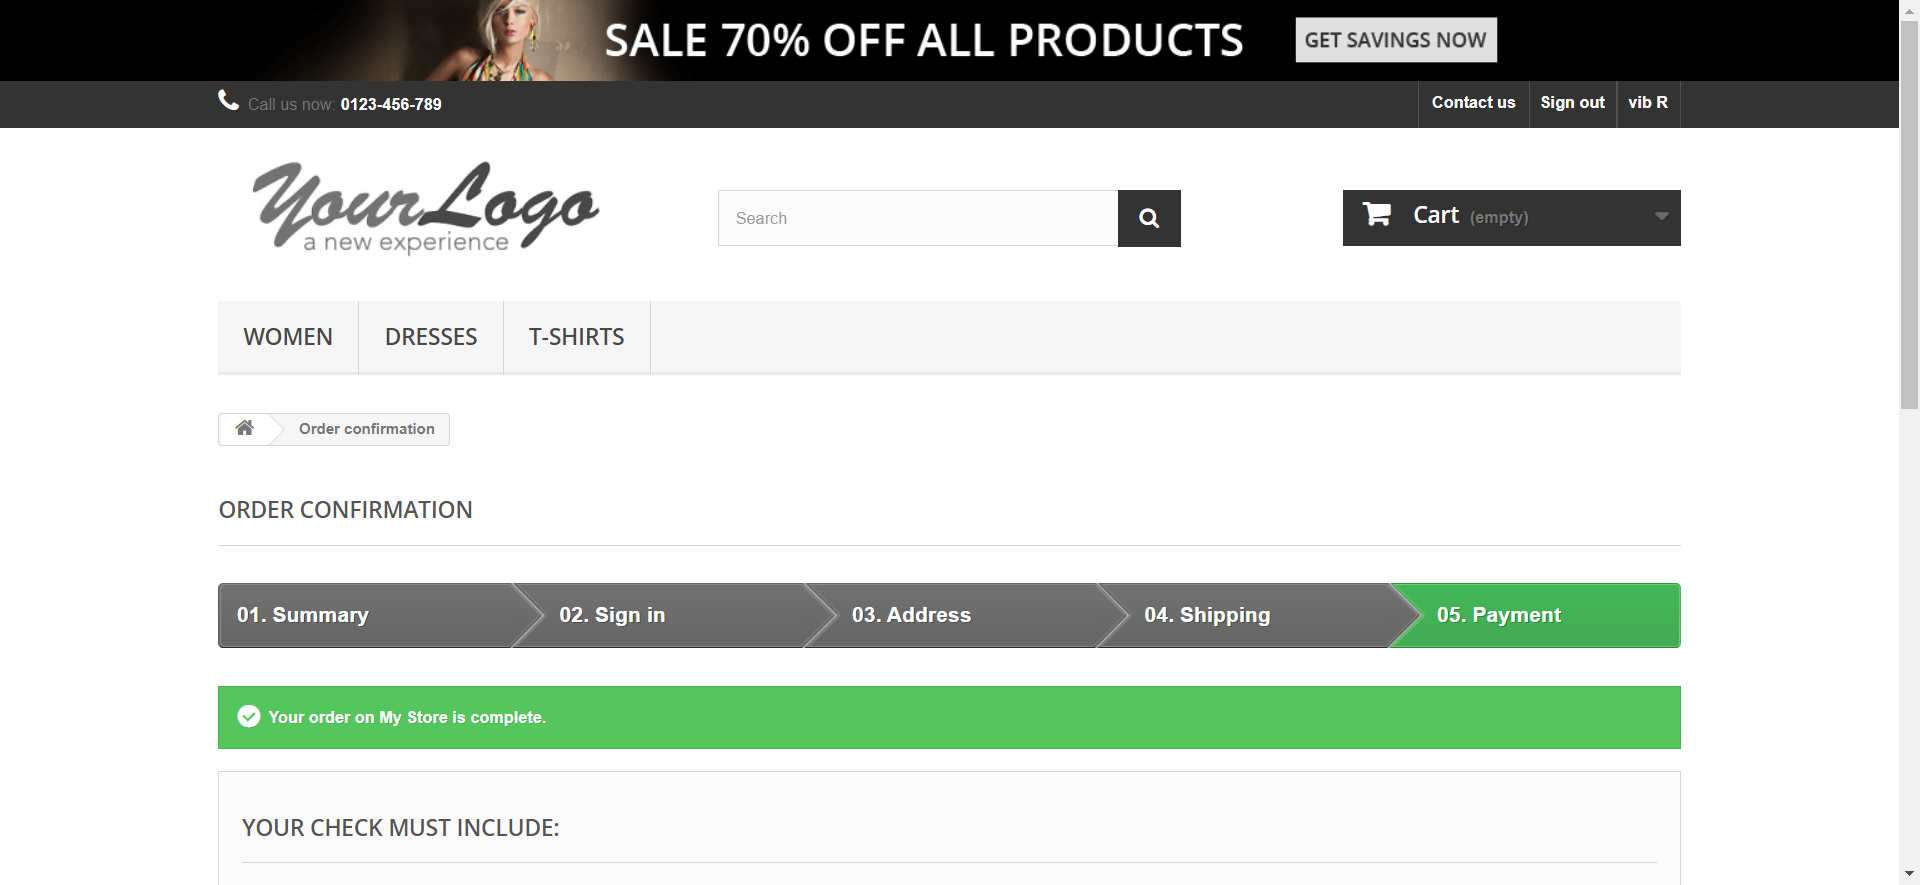 SALE 70% OFF ALL PRODUCTS
GET SAVINGS NOW
Call us now: 0123-456-789
Contact us
Sign out
vib R
YourLogo
a new experience
Search
Cart (empty)
WOMEN
DRESSES
T-SHIRTS
Order confirmation
ORDER CONFIRMATION
01. Summary
02. Sign in
03. Address
04. Shipping
05. Payment
Your order on My Store is complete.
YOUR CHECK MUST INCLUDE: